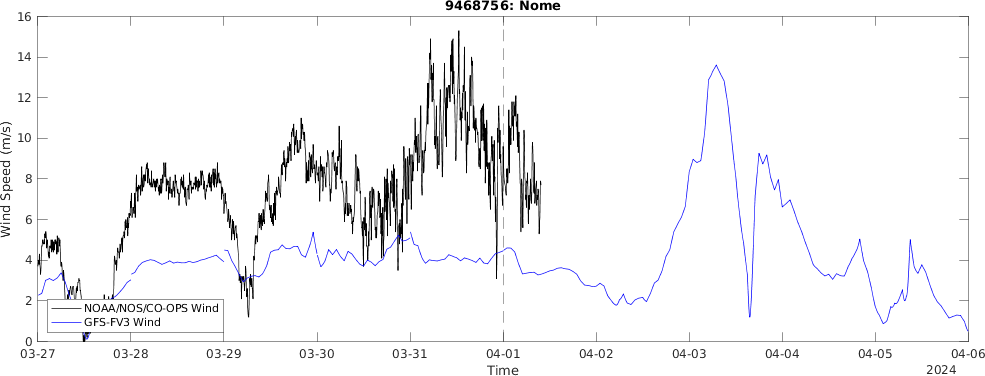 9468756: Nome
Wind Speed (m/s)
16
14
12
10
8
6
4
2
0
NOAA/NOS/CO-OPS Wind
GFS-FV3 Wind
03-27 03-28 03-29 03-30 03-31 04-01 04-02 04-03 04-04 04-05 04-06
Time
2024